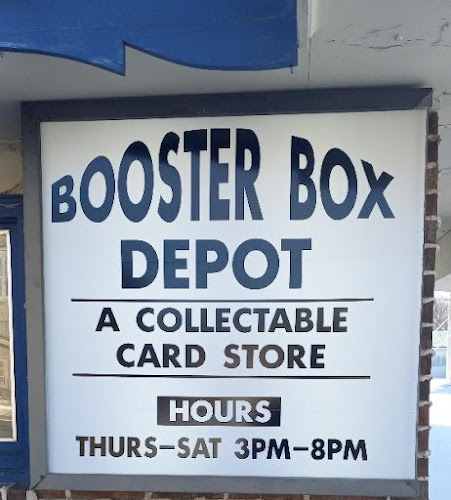 BOOSTER BOX
DEPOT
A COLLECTABLE
CARD STORE
HOURS
THURS-SAT 3PM-8PM